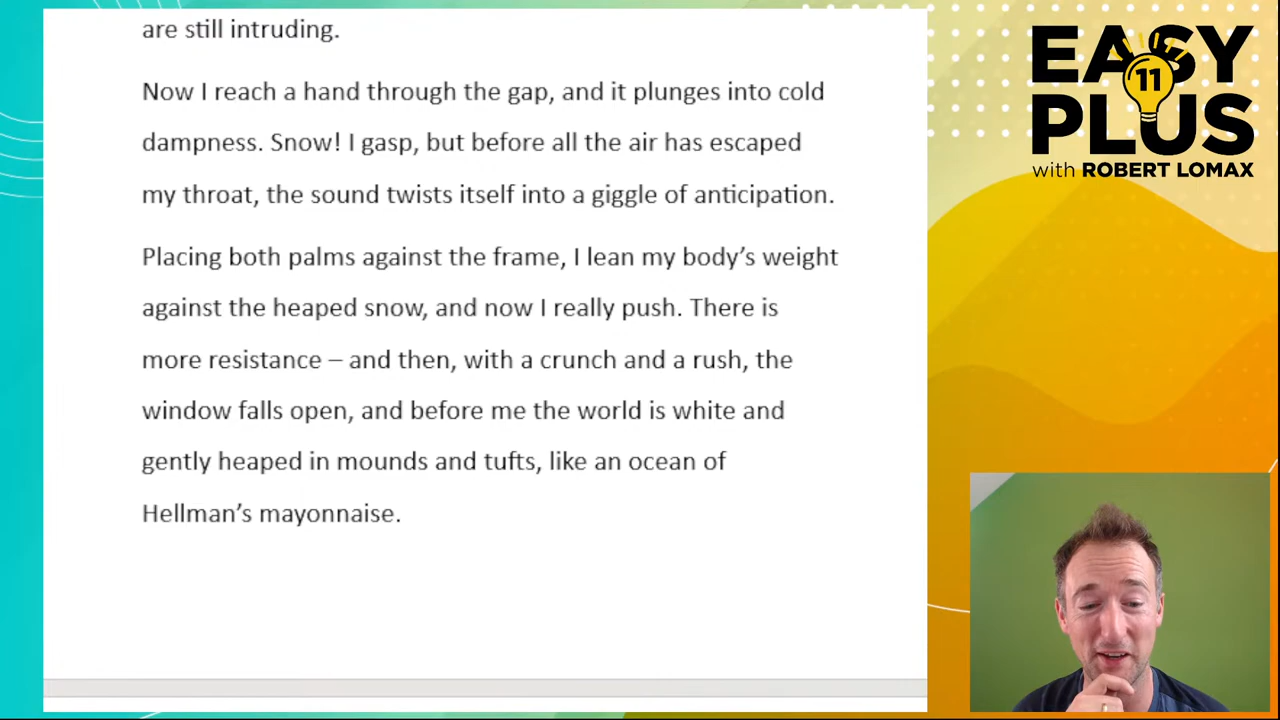 are still intruding.
Now I reach a hand through the gap, and it plunges into cold
dampness. Snow! I gasp, but before all the air has escaped
my throat, the sound twists itself into a giggle of anticipation.
Placing both palms against the frame, I lean my body’s weight
against the heaped snow, and now I really push. There is
more resistance – and then, with a crunch and a rush, the
window falls open, and before me the world is white and
gently heaped in mounds and tufts, like an ocean of
Hellman’s mayonnaise.
EASY
11
PLUS
with ROBERT LOMAX